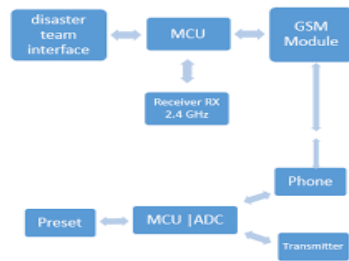 disaster
team
interface
MCU
GSM
Module
Receiver RX
2.4 GHz
Phone
Preset
MCU |ADC
Transmitter